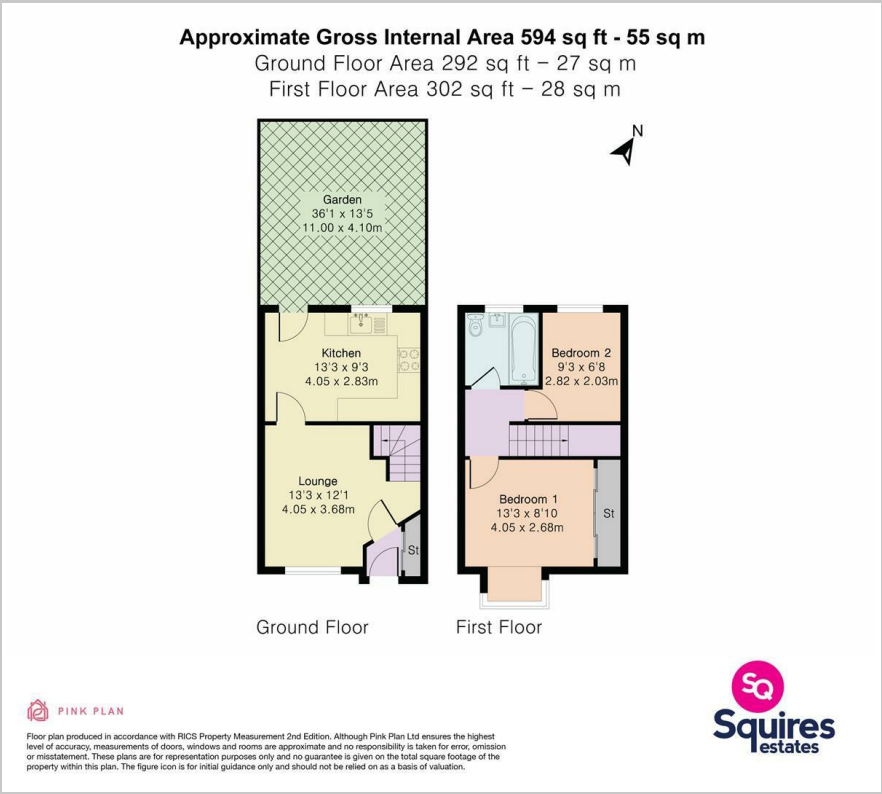 Approximate Gross Internal Area 594 sq ft - 55 sq m
Ground Floor Area 292 sq ft – 27 sq m
First Floor Area 302 sq ft – 28 sq m
N
Garden
36'1 x 13'5
11.00 x 4.10m
Kitchen
13'3 x 9'3
4.05 x 2.83m
Bedroom 2
9'3 x 6'8
2.82 x 2.03m
Lounge
13'3 x 12'1
4.05 x 3.68m
St
Bedroom 1
13'3 x 8'10
4.05 x 2.68m
St
Ground Floor
First Floor
PINK PLAN
Floor plan produced in accordance with RICS Property Measurement 2nd Edition. Although Pink Plan Ltd ensures the highest
level of accuracy, measurements of doors, windows and rooms are approximate and no responsibility is taken for error, omission
or misstatement. These plans are for representation purposes only and no guarantee is given on the total square footage of the
property within this plan. The figure icon is for initial guidance only and should not be relied on as a basis of valuation.
SQ
Squires
estates